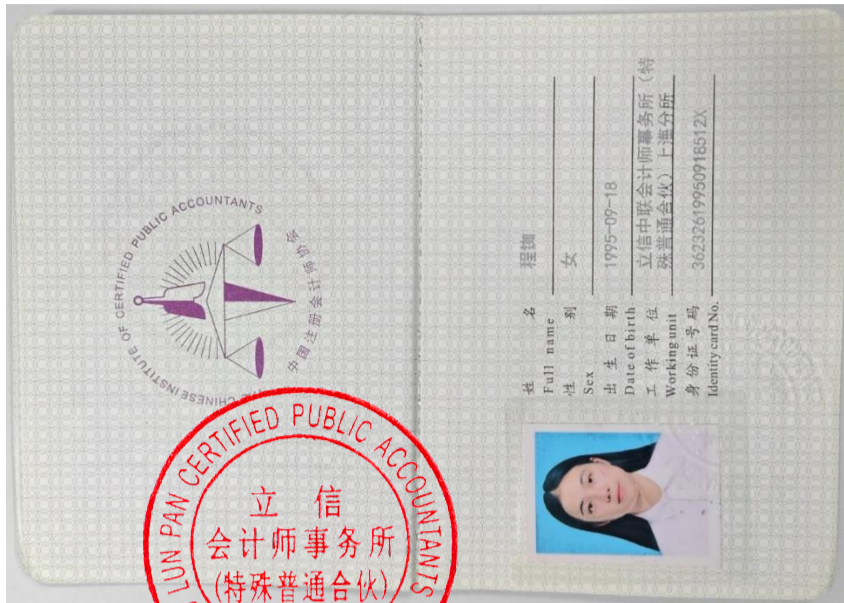 THE CHINESE INSTITUTE OF CERTIFIED PUBLIC ACCOUNTANTS
中国注册会计师协会
姓 名 程铷
Full name
性 别 女
Sex
出 生 日 期 1995-09-18
Date of birth
工 作 单 位 立信中联会计师事务所（特
Working unit 殊普通合伙）上海分所
身份证号码 36232619950918512X
Identity card No.
LUN PAN CERTIFIED PUBLIC ACCOUNTANTS
立 信
会计师事务所
(特殊普通合伙)